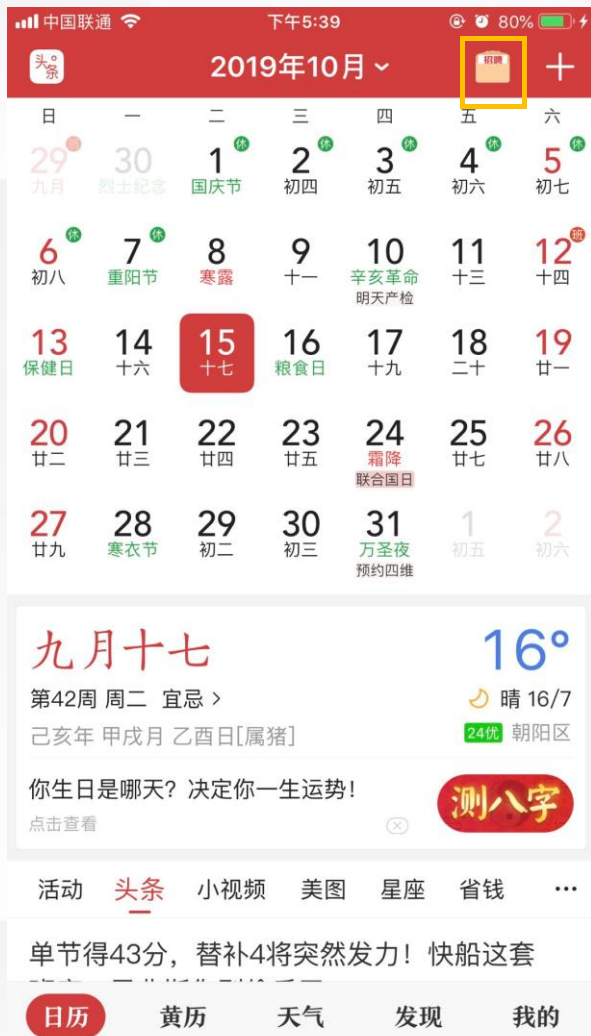 中国联通 下午5:39 80%
头条 2019年10月 招聘
日 一 二 三 四 五 六
29 30 1休 2休 3休 4休 5休
九月 烈士纪念 国庆节 初四 初五 初六 初七
6休 7休 8 9 10 11 12班
初八 重阳节 寒露 十一 辛亥革命 十三 十四
明天产检
13 14 15 16 17 18 19
保健日 十六 十七 粮食日 十九 二十 廿一
20 21 22 23 24 25 26
廿二 廿三 廿四 廿五 霜降 廿七 廿八
联合国日
27 28 29 30 31 1 2
廿九 寒衣节 初二 初三 万圣夜 初五 初六
预约四维
九月十七 16°
第42周 周二 宜忌 > 晴 16/7
己亥年 甲戌月 乙酉日[属猪] 24优 朝阳区
你生日是哪天? 决定你一生运势! 测八字
点击查看
活动 头条 小视频 美图 星座 省钱 ...
单节得43分，替补4将突然发力！快船这套
日历 黄历 天气 发现 我的